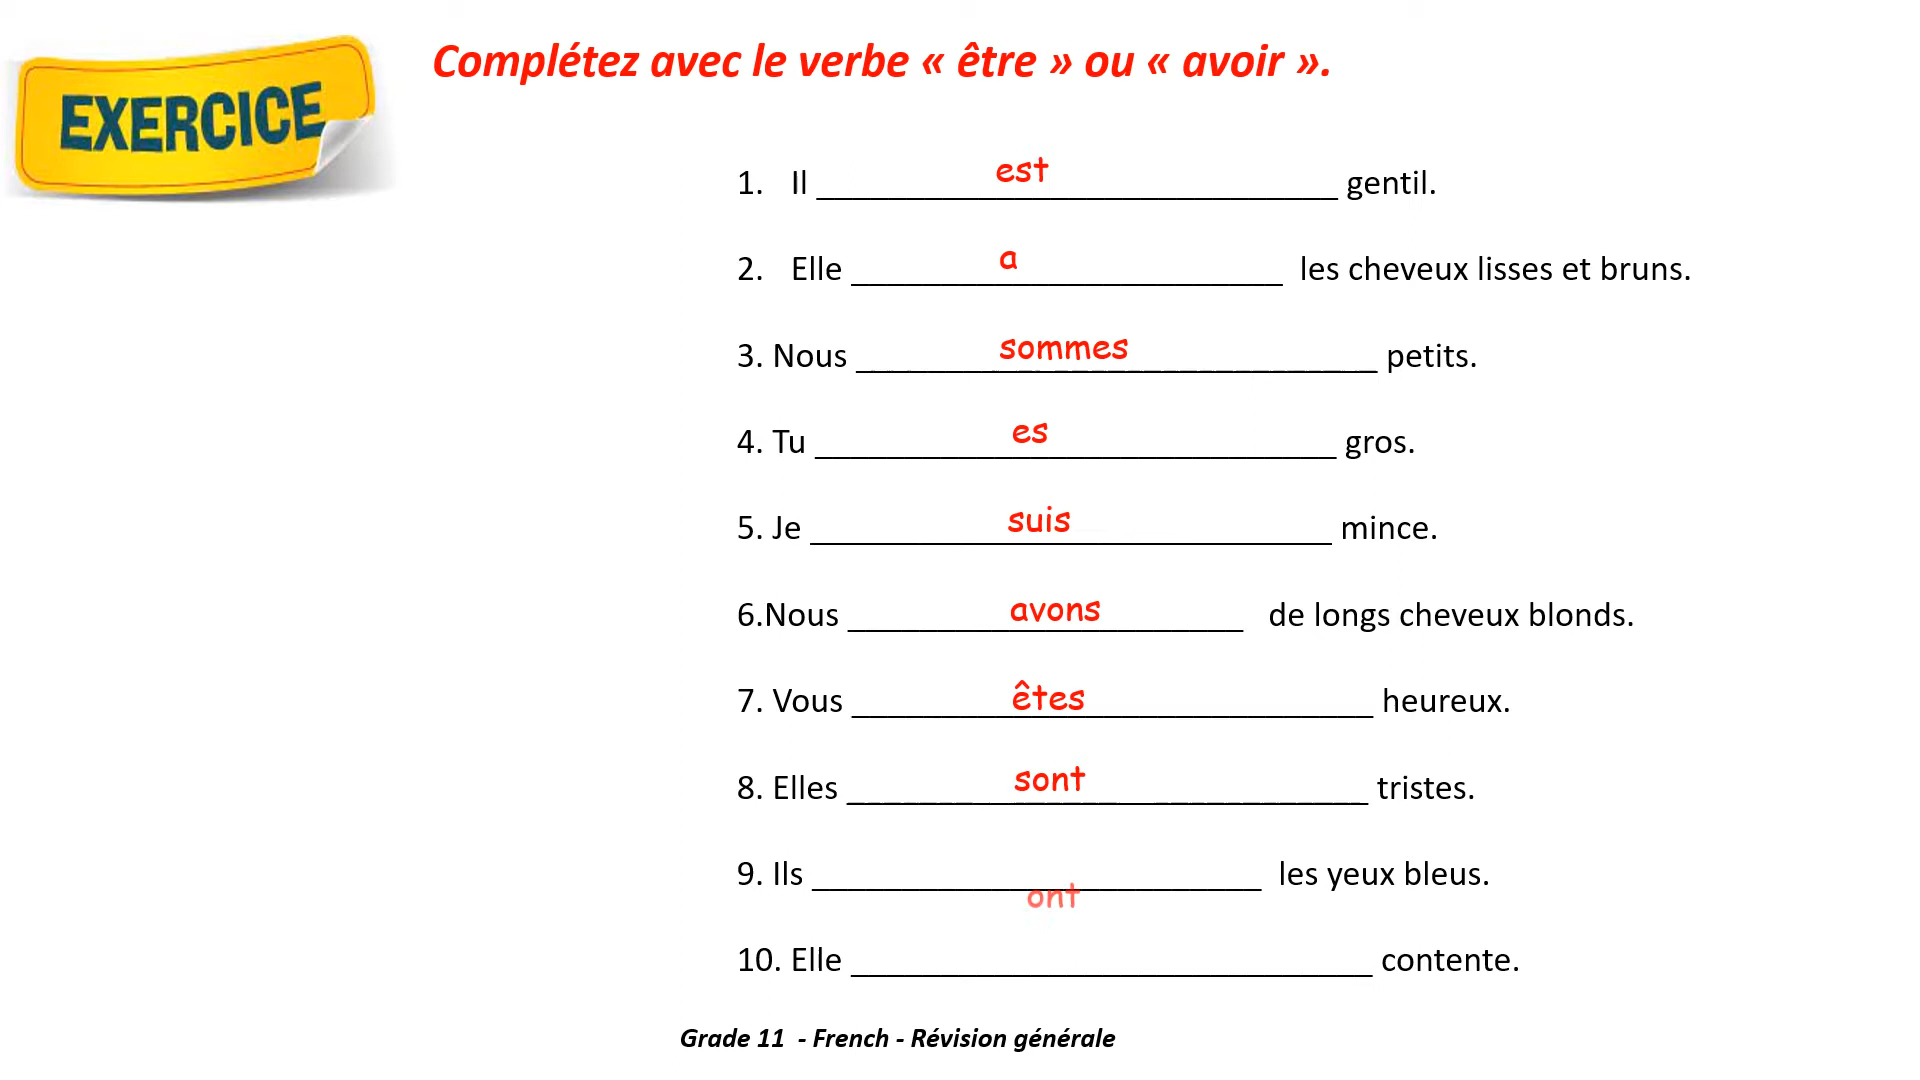 EXERCICE
Complétez avec le verbe « être » ou « avoir ».
1. Il est gentil.
2. Elle a les cheveux lisses et bruns.
3. Nous sommes petits.
4. Tu es gros.
5. Je suis mince.
6.Nous avons de longs cheveux blonds.
7. Vous êtes heureux.
8. Elles sont tristes.
9. Ils ont les yeux bleus.
10. Elle _____________________________ contente.
Grade 11 - French - Révision générale